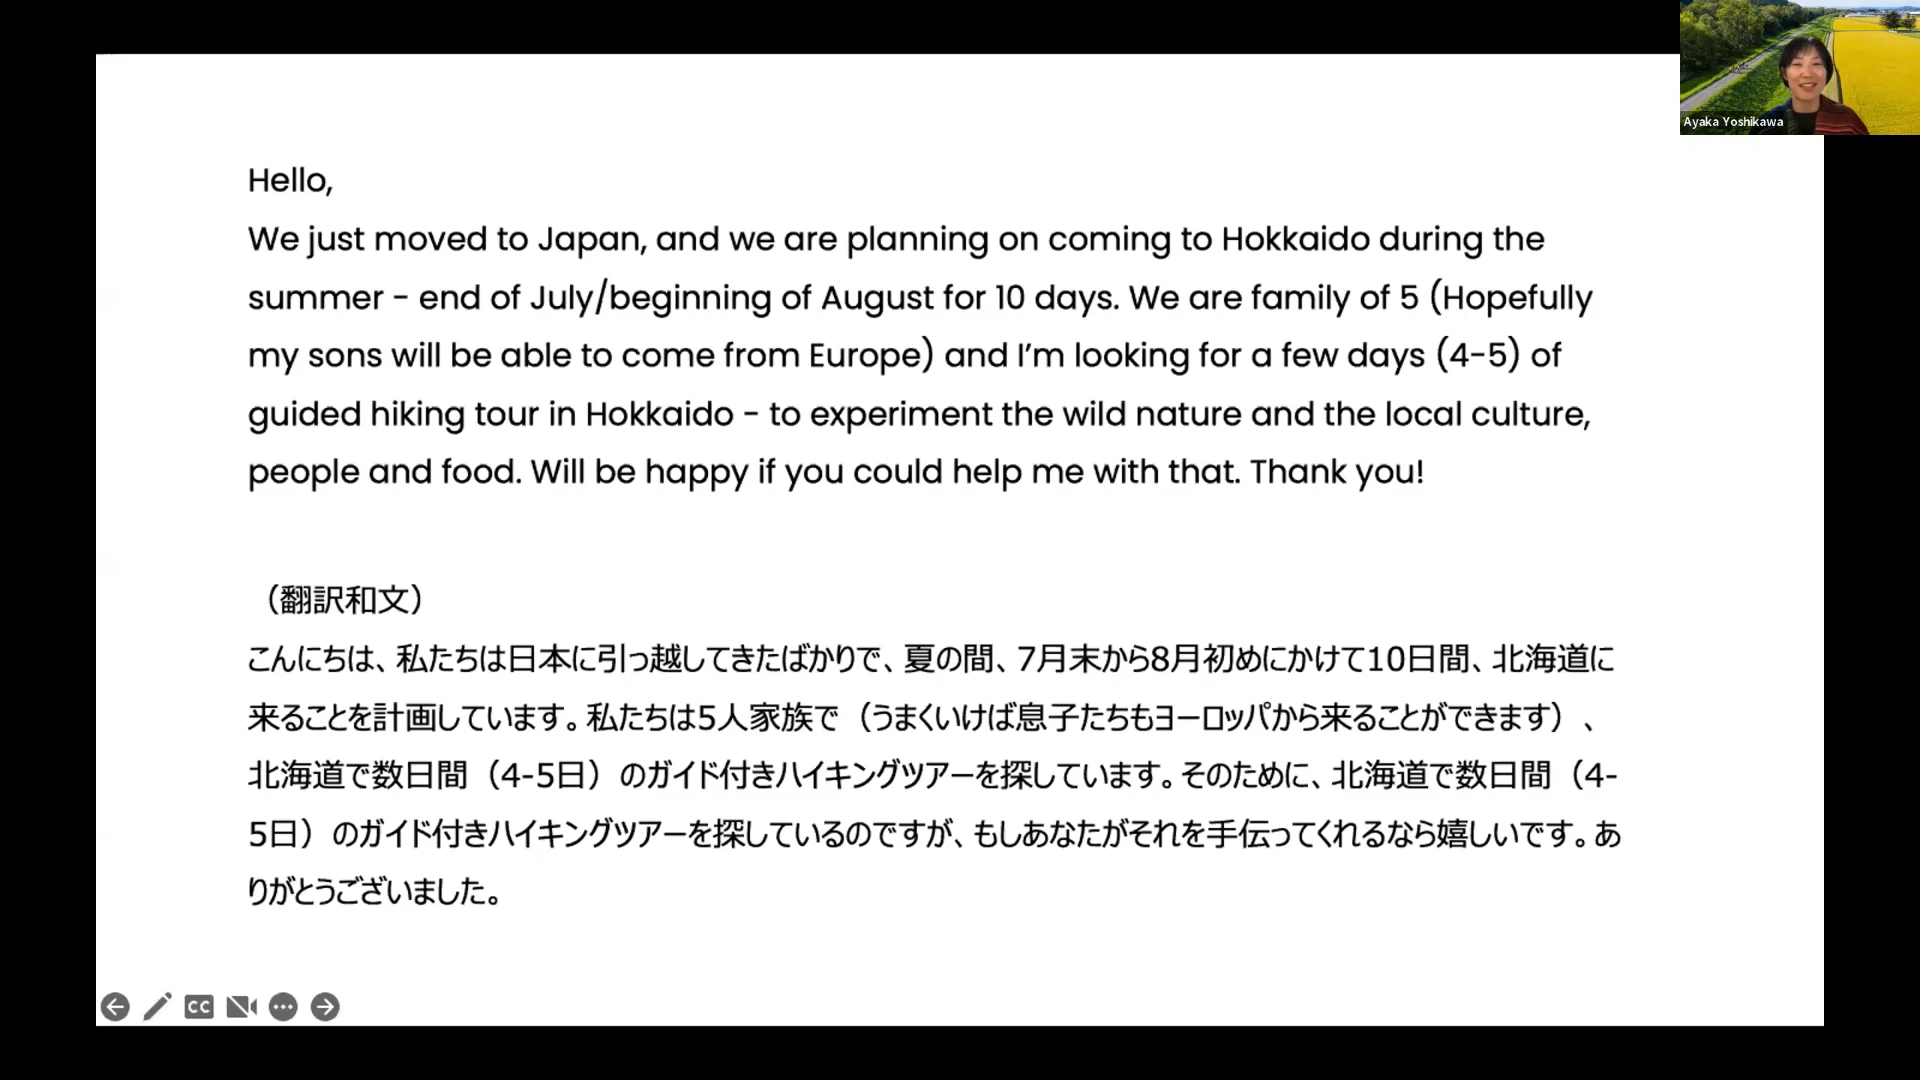 Ayaka Yoshikawa
Hello,
We just moved to Japan, and we are planning on coming to Hokkaido during the
summer - end of July/beginning of August for 10 days. We are family of 5 (Hopefully
my sons will be able to come from Europe) and I'm looking for a few days (4-5) of
guided hiking tour in Hokkaido - to experiment the wild nature and the local culture,
people and food. Will be happy if you could help me with that. Thank you!
（翻訳和文）
こんにちは、私たちは日本に引っ越してきたばかりで、夏の間、7月末から8月初めにかけて10日間、北海道に
来ることを計画しています。私たちは5人家族で（うまくいけば息子たちもヨーロッパから来ることができます）、
北海道で数日間（4-5日）のガイド付きハイキングツアーを探しています。そのために、北海道で数日間（4-
5日）のガイド付きハイキングツアーを探しているのですが、もしあなたがそれを手伝ってくれるなら嬉しいです。あ
りがとうございました。
CC